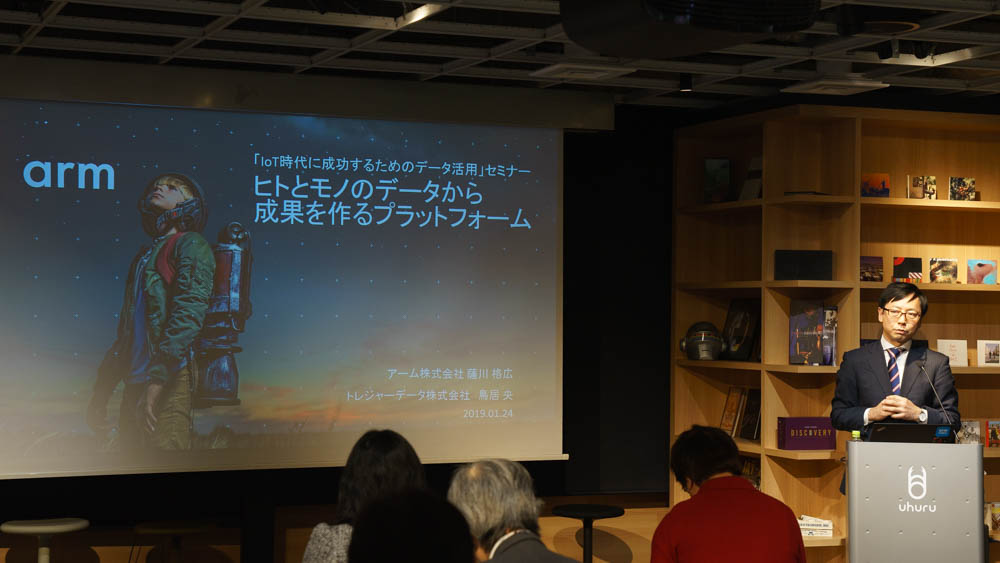 arm
「IoT時代に成功するためのデータ活用」セミナー
ヒトとモノのデータから
成果を作るプラットフォーム
アーム株式会社 薩川 格広
トレジャーデータ株式会社 鳥居 央
2019.01.24
DISCOVERY
uhuru